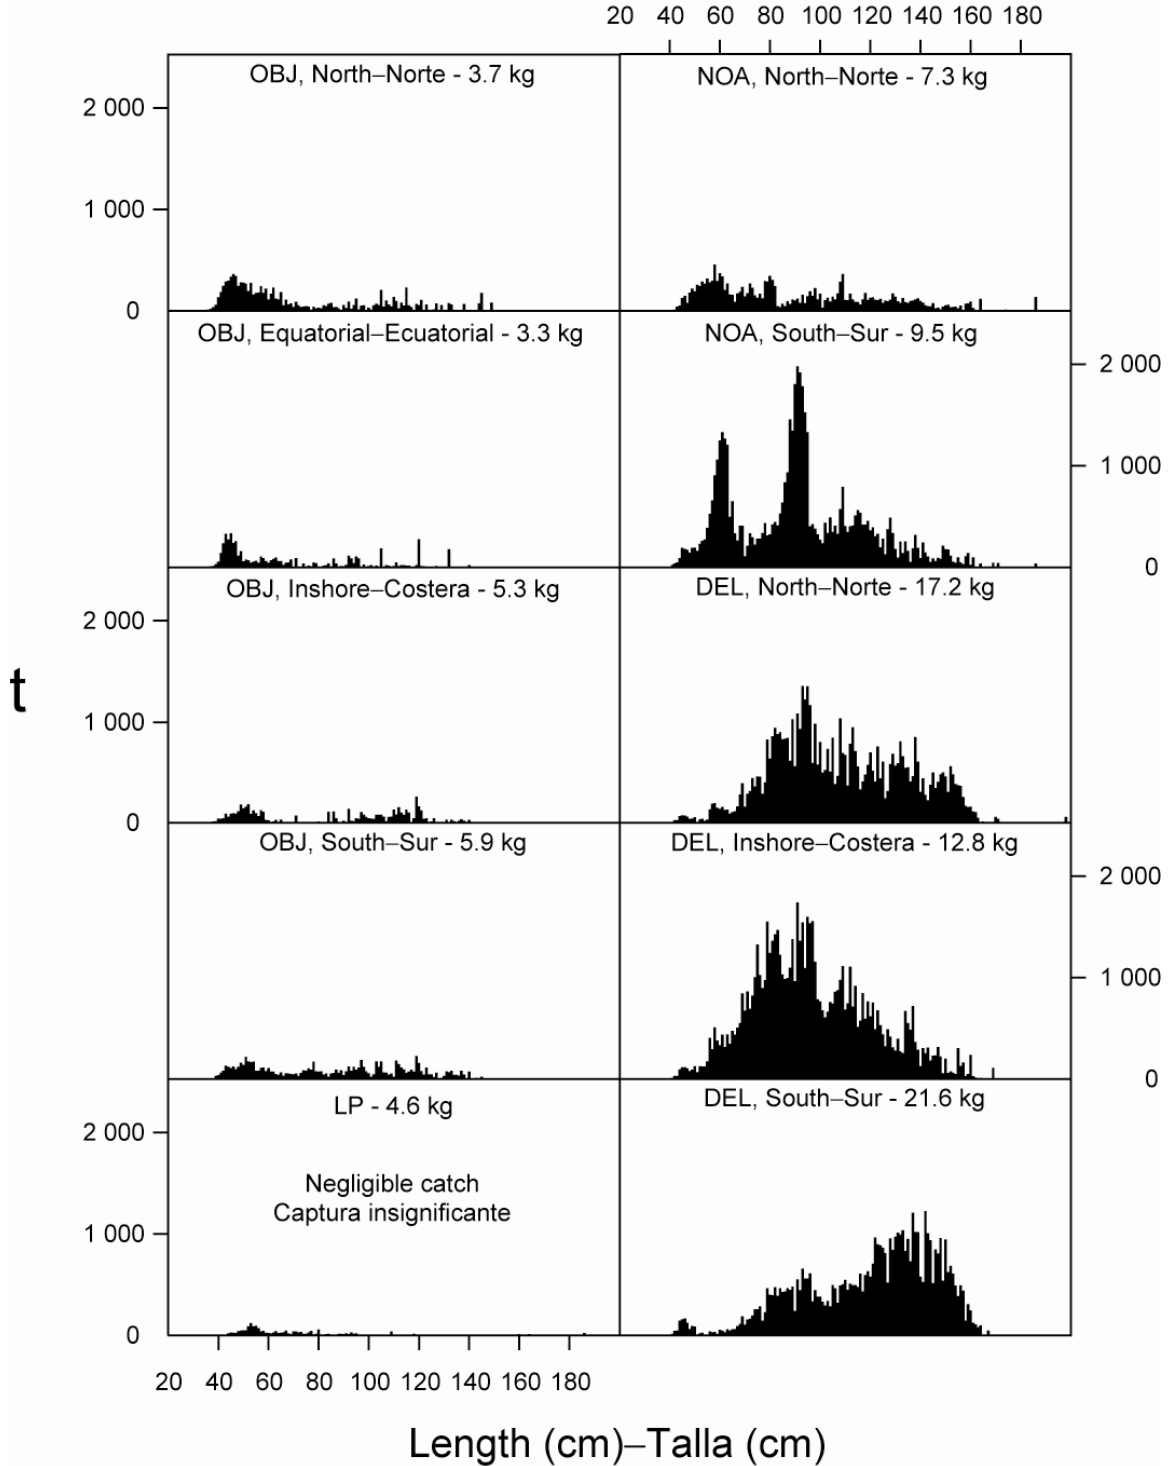 20 40 60 80 100 120 140 160 180
OBJ, North–Norte - 3.7 kg
2 000
1 000
0
NOA, North–Norte - 7.3 kg
OBJ, Equatorial–Ecuatorial - 3.3 kg
NOA, South–Sur - 9.5 kg
2 000
1 000
0
OBJ, Inshore–Costera - 5.3 kg
2 000
1 000
0
DEL, North–Norte - 17.2 kg
t
OBJ, South–Sur - 5.9 kg
DEL, Inshore–Costera - 12.8 kg
2 000
1 000
0
LP - 4.6 kg
Negligible catch
Captura insignificante
2 000
1 000
0
DEL, South–Sur - 21.6 kg
20 40 60 80 100 120 140 160 180
Length (cm)–Talla (cm)